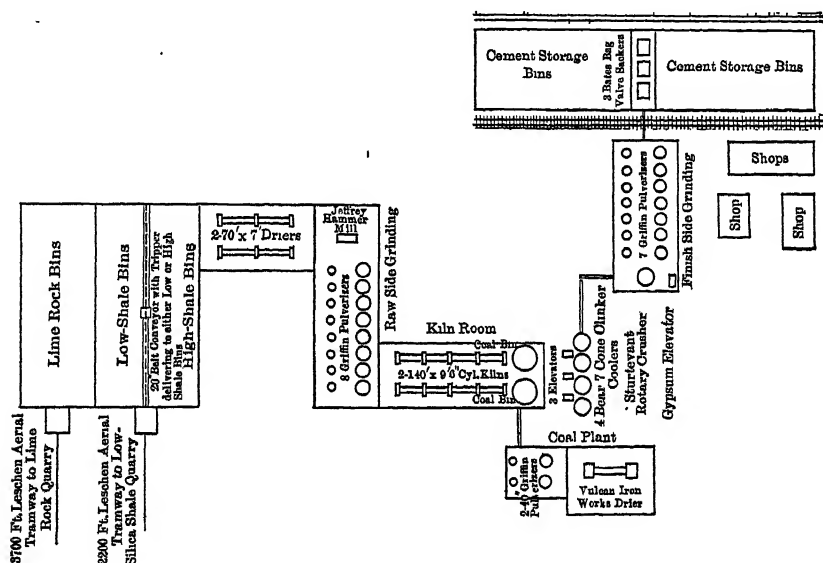 Cement Storage
Bins
3 Bates Bag
Valve Sackers
Cement Storage Bins
Shops
Shop
Shop
7 Griffin Pulverizers
Finish Side Grinding
Lime Rock Bins
Low-Shale Bins
20" Belt Conveyor with Tripper
delivering to either Low or High
Shale Bins
High-Shale Bins
2-70'x 7' Driers
Jeffrey
Hammer
Mill
8 Griffin Pulverizers
Raw Side Grinding
Kiln Room
Coal Bin
2-140'x 9'6" Cyl. Kilns
Coal Bin
3 Elevators
4 Bear 7 Cone Clinker
Coolers
Sturtevant
Rotary Crusher
Gypsum Elevator
Coal Plant
2-40" Griffin
Pulverizers
Vulcan Iron
Works Drier
3700 Ft. Leschen Aerial
Tramway to Lime
Rock Quarry
2200 Ft. Leschen Aerial
Tramway to Low-
Silica Shale Quarry